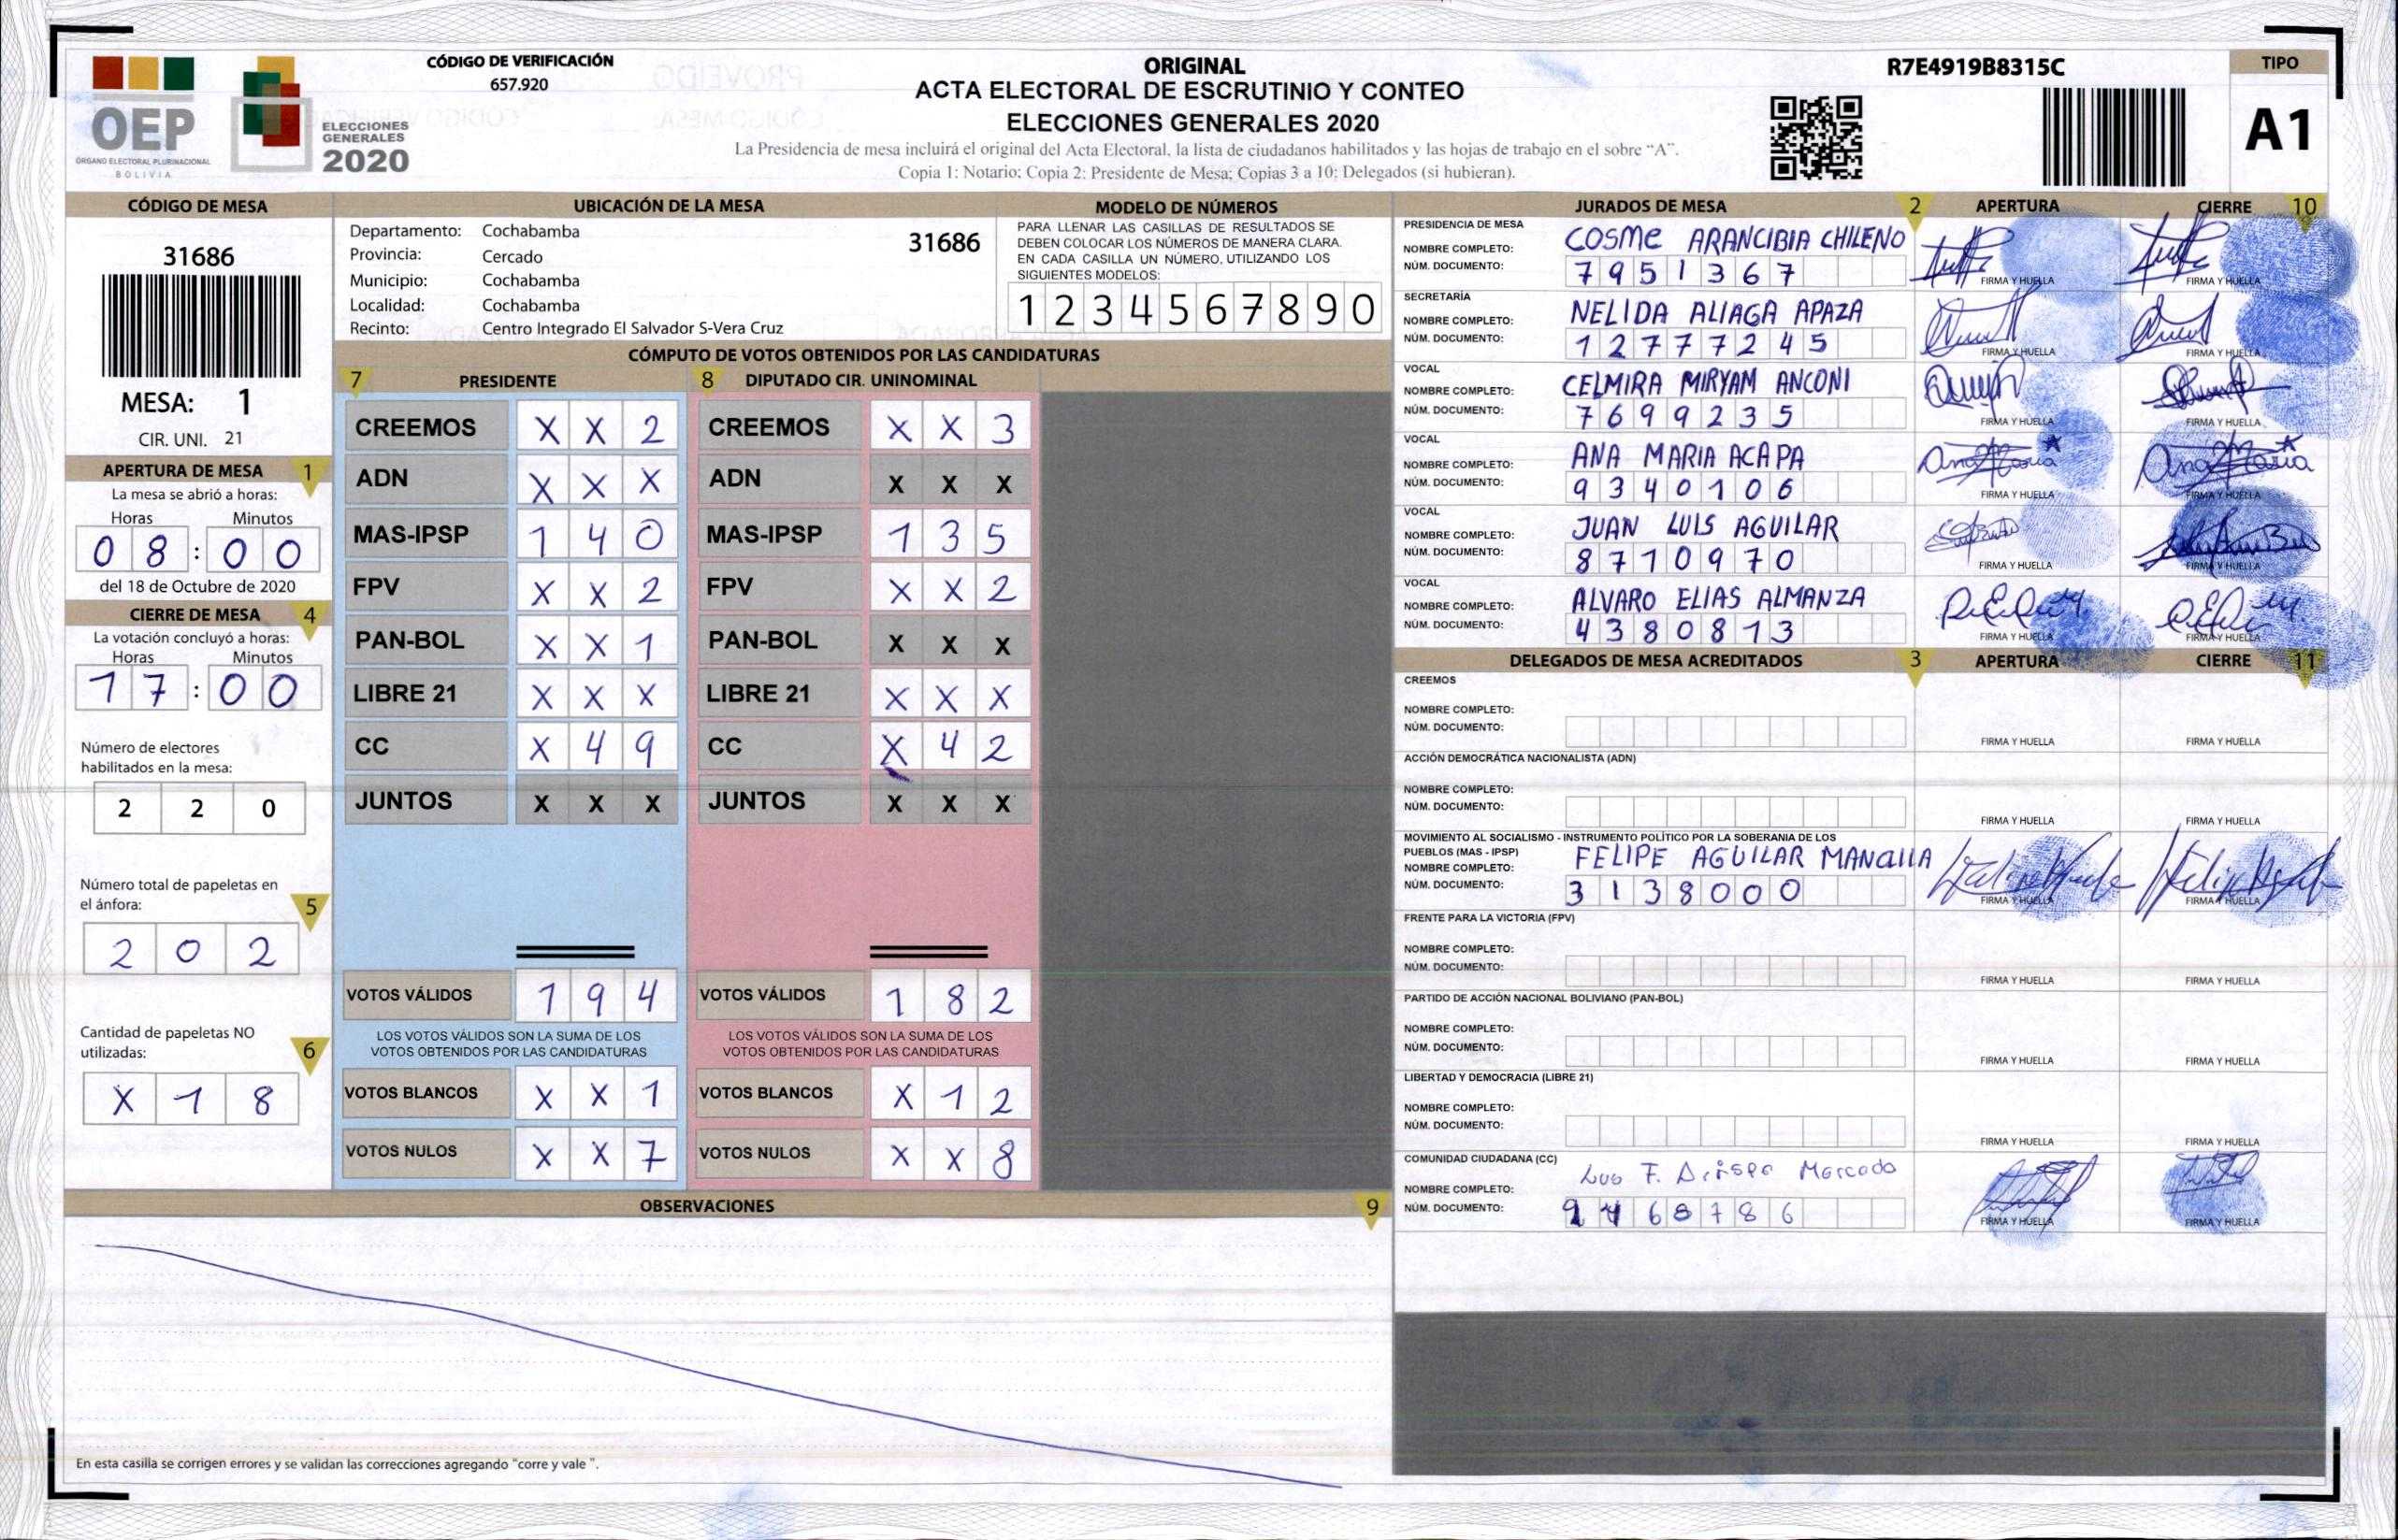 OEP
ÓRGANO ELECTORAL PLURINACIONAL
BOLIVIA
ELECCIONES
GENERALES
2020
CÓDIGO DE VERIFICACIÓN
657.920
ORIGINAL
ACTA ELECTORAL DE ESCRUTINIO Y CONTEO
ELECCIONES GENERALES 2020
La Presidencia de mesa incluirá el original del Acta Electoral, la lista de ciudadanos habilitados y las hojas de trabajo en el sobre "A".
Copia 1: Notario; Copia 2: Presidente de Mesa; Copias 3 a 10: Delegados (si hubieran).
R7E4919B8315C
TIPO
A1
CÓDIGO DE MESA
31686
MESA: 1
CIR. UNI. 21
APERTURA DE MESA 1
La mesa se abrió a horas:
Horas Minutos
08 : 00
del 18 de Octubre de 2020
CIERRE DE MESA 4
La votación concluyó a horas:
Horas Minutos
17 : 00
Número de electores
habilitados en la mesa:
2 2 0
Número total de papeletas en
el ánfora: 5
2 0 2
Cantidad de papeletas NO
utilizadas: 6
X 1 8
UBICACIÓN DE LA MESA
Departamento: Cochabamba
31686
Provincia: Cercado
Municipio: Cochabamba
Localidad: Cochabamba
Recinto: Centro Integrado El Salvador S-Vera Cruz
MODELO DE NÚMEROS
PARA LLENAR LAS CASILLAS DE RESULTADOS SE
DEBEN COLOCAR LOS NÚMEROS DE MANERA CLARA.
EN CADA CASILLA UN NÚMERO, UTILIZANDO LOS
SIGUIENTES MODELOS:
1 2 3 4 5 6 7 8 9 0
CÓMPUTO DE VOTOS OBTENIDOS POR LAS CANDIDATURAS
7 PRESIDENTE 8 DIPUTADO CIR. UNINOMINAL
CREEMOS X X 2 CREEMOS X X 3
ADN X X X ADN X X X
MAS-IPSP 1 4 0 MAS-IPSP 1 3 5
FPV X X 2 FPV X X 2
PAN-BOL X X 1 PAN-BOL X X X
LIBRE 21 X X X LIBRE 21 X X X
CC X 4 9 CC X 4 2
JUNTOS X X X JUNTOS X X X
VOTOS VÁLIDOS 1 9 4 VOTOS VÁLIDOS 1 8 2
LOS VOTOS VÁLIDOS SON LA SUMA DE LOS LOS VOTOS VÁLIDOS SON LA SUMA DE LOS
VOTOS OBTENIDOS POR LAS CANDIDATURAS VOTOS OBTENIDOS POR LAS CANDIDATURAS
VOTOS BLANCOS X X 1 VOTOS BLANCOS X 1 2
VOTOS NULOS X X 7 VOTOS NULOS X X 8
OBSERVACIONES 9
En esta casilla se corrigen errores y se validan las correcciones agregando "corre y vale ".
JURADOS DE MESA 2 APERTURA CIERRE 10
PRESIDENCIA DE MESA
NOMBRE COMPLETO: COSME ARANCIBIA CHILENO
NÚM. DOCUMENTO: 7951367
FIRMA Y HUELLA FIRMA Y HUELLA
SECRETARÍA
NOMBRE COMPLETO: NELIDA ALIAGA APAZA
NÚM. DOCUMENTO: 12777245
FIRMA Y HUELLA FIRMA Y HUELLA
VOCAL
NOMBRE COMPLETO: CELMIRA MIRYAM ANCONI
NÚM. DOCUMENTO: 7699235
FIRMA Y HUELLA FIRMA Y HUELLA
VOCAL
NOMBRE COMPLETO: ANA MARIA ACAPA
NÚM. DOCUMENTO: 9340106
FIRMA Y HUELLA FIRMA Y HUELLA
VOCAL
NOMBRE COMPLETO: JUAN LUIS AGUILAR
NÚM. DOCUMENTO: 8710970
FIRMA Y HUELLA FIRMA Y HUELLA
VOCAL
NOMBRE COMPLETO: ALVARO ELIAS ALMANZA
NÚM. DOCUMENTO: 4380813
FIRMA Y HUELLA FIRMA Y HUELLA
DELEGADOS DE MESA ACREDITADOS 3 APERTURA CIERRE 11
CREEMOS
NOMBRE COMPLETO:
NÚM. DOCUMENTO:
FIRMA Y HUELLA FIRMA Y HUELLA
ACCIÓN DEMOCRÁTICA NACIONALISTA (ADN)
NOMBRE COMPLETO:
NÚM. DOCUMENTO:
FIRMA Y HUELLA FIRMA Y HUELLA
MOVIMIENTO AL SOCIALISMO - INSTRUMENTO POLÍTICO POR LA SOBERANIA DE LOS
PUEBLOS (MAS - IPSP)
NOMBRE COMPLETO: FELIPE AGUILAR MANallA
NÚM. DOCUMENTO: 3138000
FIRMA Y HUELLA FIRMA Y HUELLA
FRENTE PARA LA VICTORIA (FPV)
NOMBRE COMPLETO:
NÚM. DOCUMENTO:
FIRMA Y HUELLA FIRMA Y HUELLA
PARTIDO DE ACCIÓN NACIONAL BOLIVIANO (PAN-BOL)
NOMBRE COMPLETO:
NÚM. DOCUMENTO:
FIRMA Y HUELLA FIRMA Y HUELLA
LIBERTAD Y DEMOCRACIA (LIBRE 21)
NOMBRE COMPLETO:
NÚM. DOCUMENTO:
FIRMA Y HUELLA FIRMA Y HUELLA
COMUNIDAD CIUDADANA (CC)
NOMBRE COMPLETO: F. Mercado
NÚM. DOCUMENTO:
FIRMA Y HUELLA FIRMA Y HUELLA